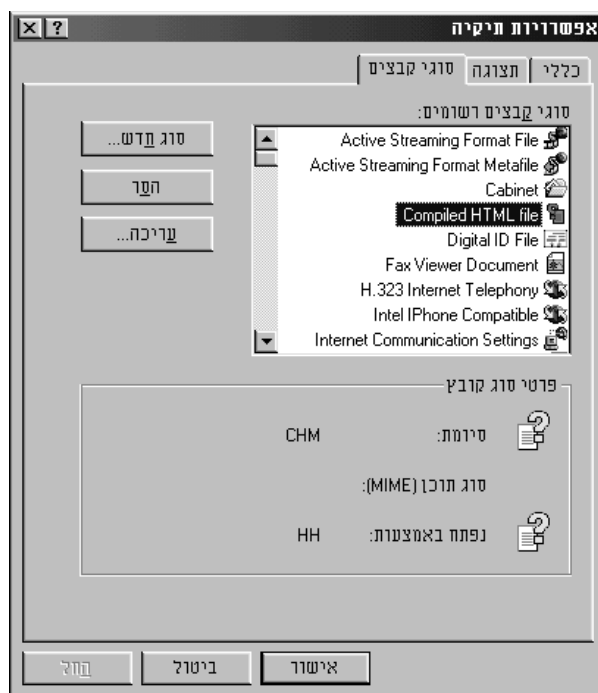 אפשרויות תיקיה
כללי
תצוגה
סוגי קבצים
סוגי קבצים רשומים:
Active Streaming Format File
Active Streaming Format Metafile
Cabinet
Compiled HTML file
Digital ID File
Fax Viewer Document
H.323 Internet Telephony
Intel IPhone Compatible
Internet Communication Settings
סוג חדש...
הסר
עריכה...
פרטי סוג קובץ
סיומת: CHM
סוג תוכן (MIME):
נפתח באמצעות: HH
אישור
ביטול
החל